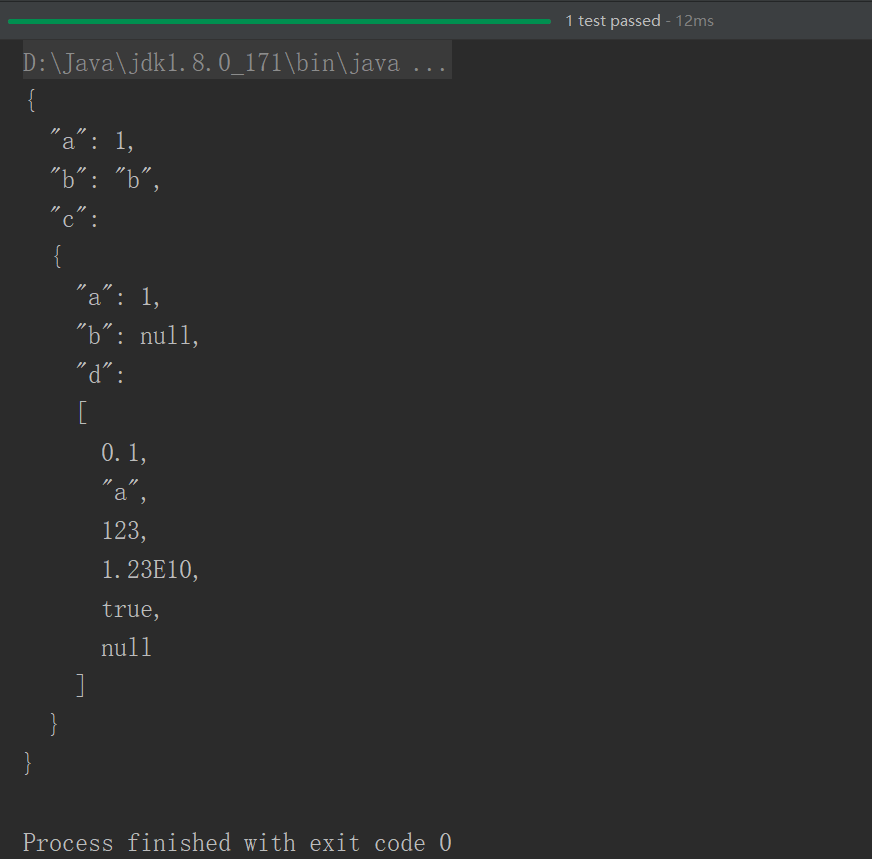 1 test passed - 12ms
D:\Java\jdk1.8.0_171\bin\java ...
{
  "a": 1,
  "b": "b",
  "c":
  {
    "a": 1,
    "b": null,
    "d":
    [
      0.1,
      "a",
      123,
      1.23E10,
      true,
      null
    ]
  }
}
Process finished with exit code 0